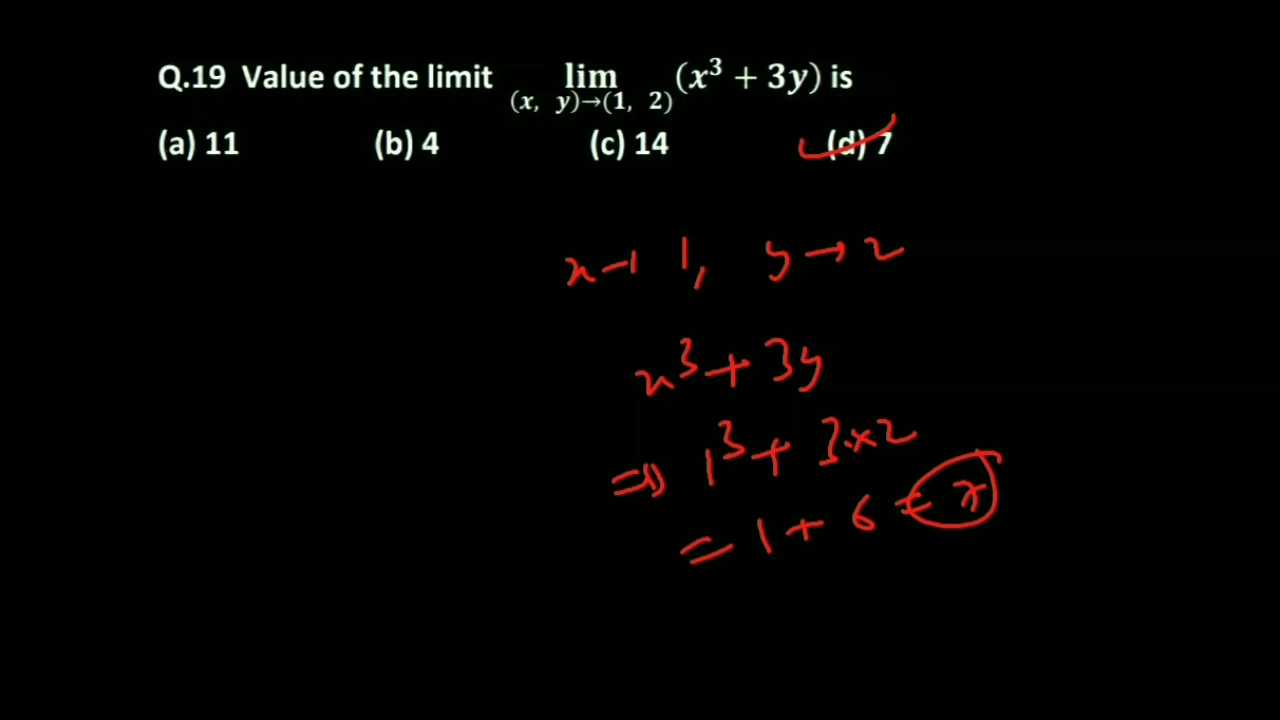 Q.19 Value of the limit lim (x³ + 3y) is
(x, y)→(1, 2)
(a) 11 (b) 4 (c) 14 (d) 7
x→1, y→2
x³ + 3y
⇒ 1³ + 3×2
= 1 + 6 = 7